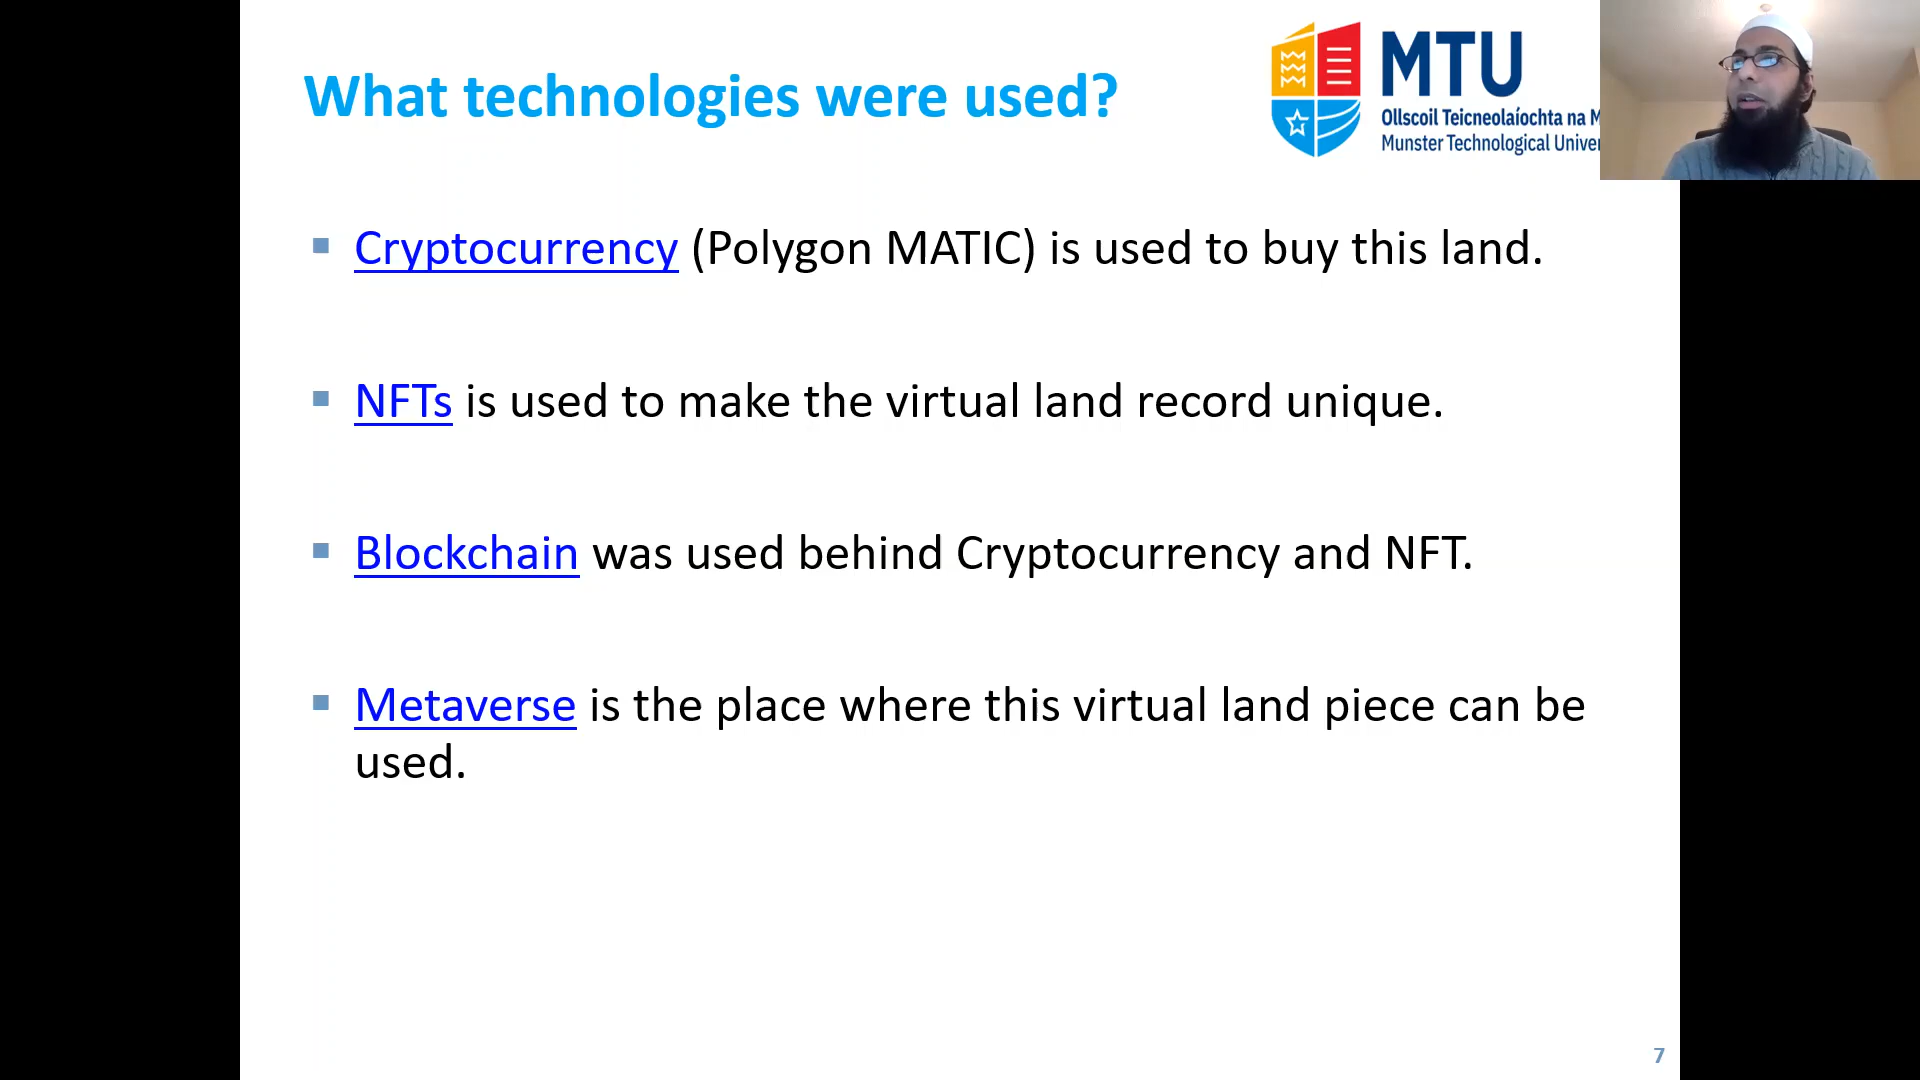 What technologies were used?
MTU
Ollscoil Teicneolaíochta na M
Munster Technological Univer
Cryptocurrency (Polygon MATIC) is used to buy this land.
NFTs is used to make the virtual land record unique.
Blockchain was used behind Cryptocurrency and NFT.
Metaverse is the place where this virtual land piece can be
used.
7